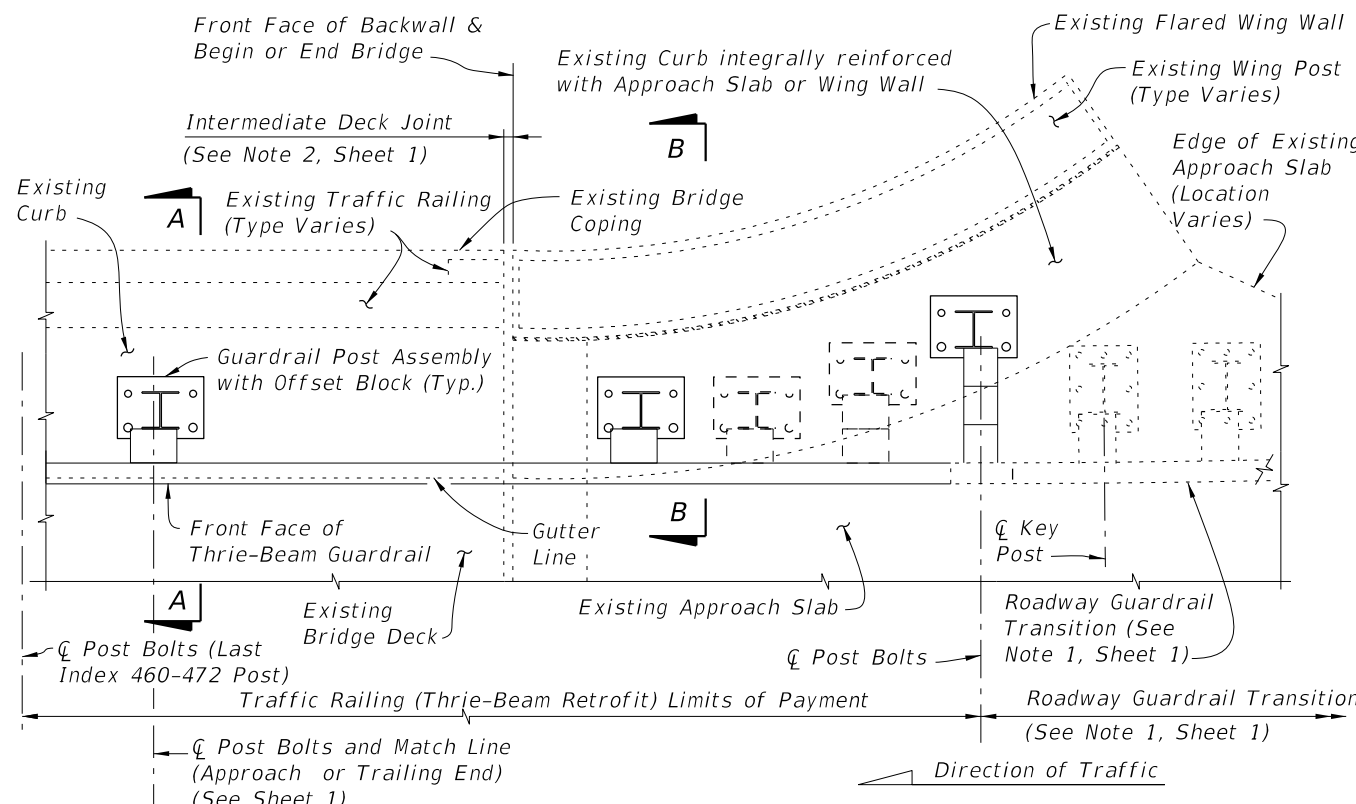 Front Face of Backwall &
Begin or End Bridge
Existing Flared Wing Wall
Existing Curb integrally reinforced
with Approach Slab or Wing Wall
Existing Wing Post
(Type Varies)
Intermediate Deck Joint
(See Note 2, Sheet 1)
B
Edge of Existing
Approach Slab
(Location
Varies)
Existing
Curb
A
Existing Traffic Railing
(Type Varies)
Existing Bridge
Coping
Guardrail Post Assembly
with Offset Block (Typ.)
Front Face of
Thrie-Beam Guardrail
Gutter
Line
B
℄ Key
Post
A
Existing
Bridge Deck
Existing Approach Slab
Roadway Guardrail
Transition (See
Note 1, Sheet 1)
℄ Post Bolts (Last
Index 460-472 Post)
℄ Post Bolts
Traffic Railing (Thrie-Beam Retrofit) Limits of Payment
Roadway Guardrail Transition
(See Note 1, Sheet 1)
℄ Post Bolts and Match Line
(Approach or Trailing End)
(See Sheet 1)
Direction of Traffic